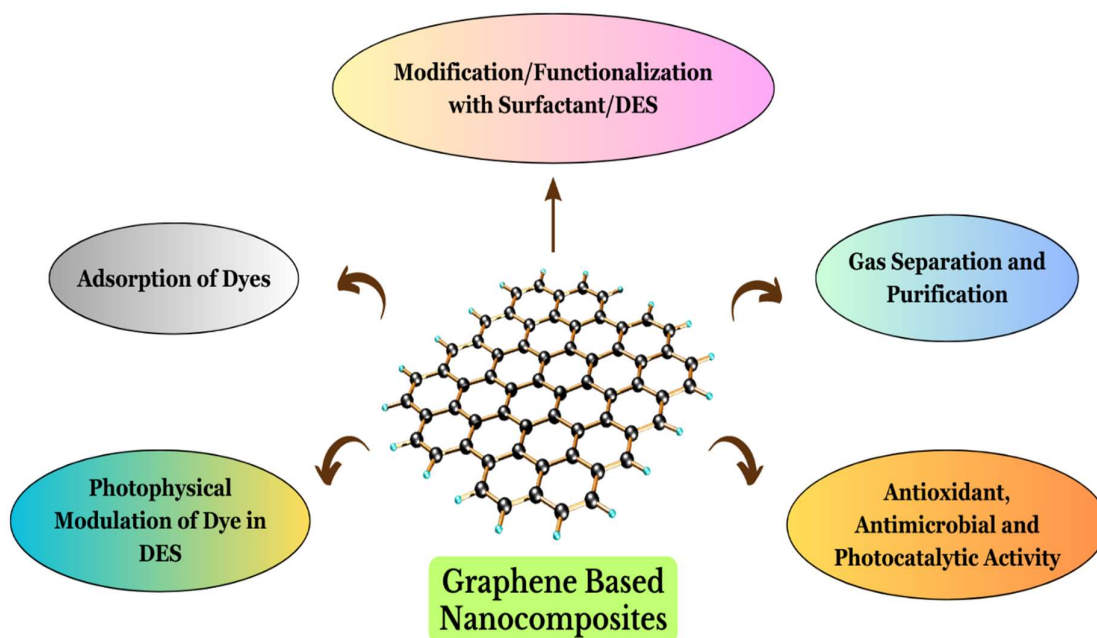 Modification/Functionalization
with Surfactant/DES
Adsorption of Dyes
Gas Separation and
Purification
Photophysical
Modulation of Dye in
DES
Antioxidant,
Antimicrobial and
Photocatalytic Activity
Graphene Based
Nanocomposites